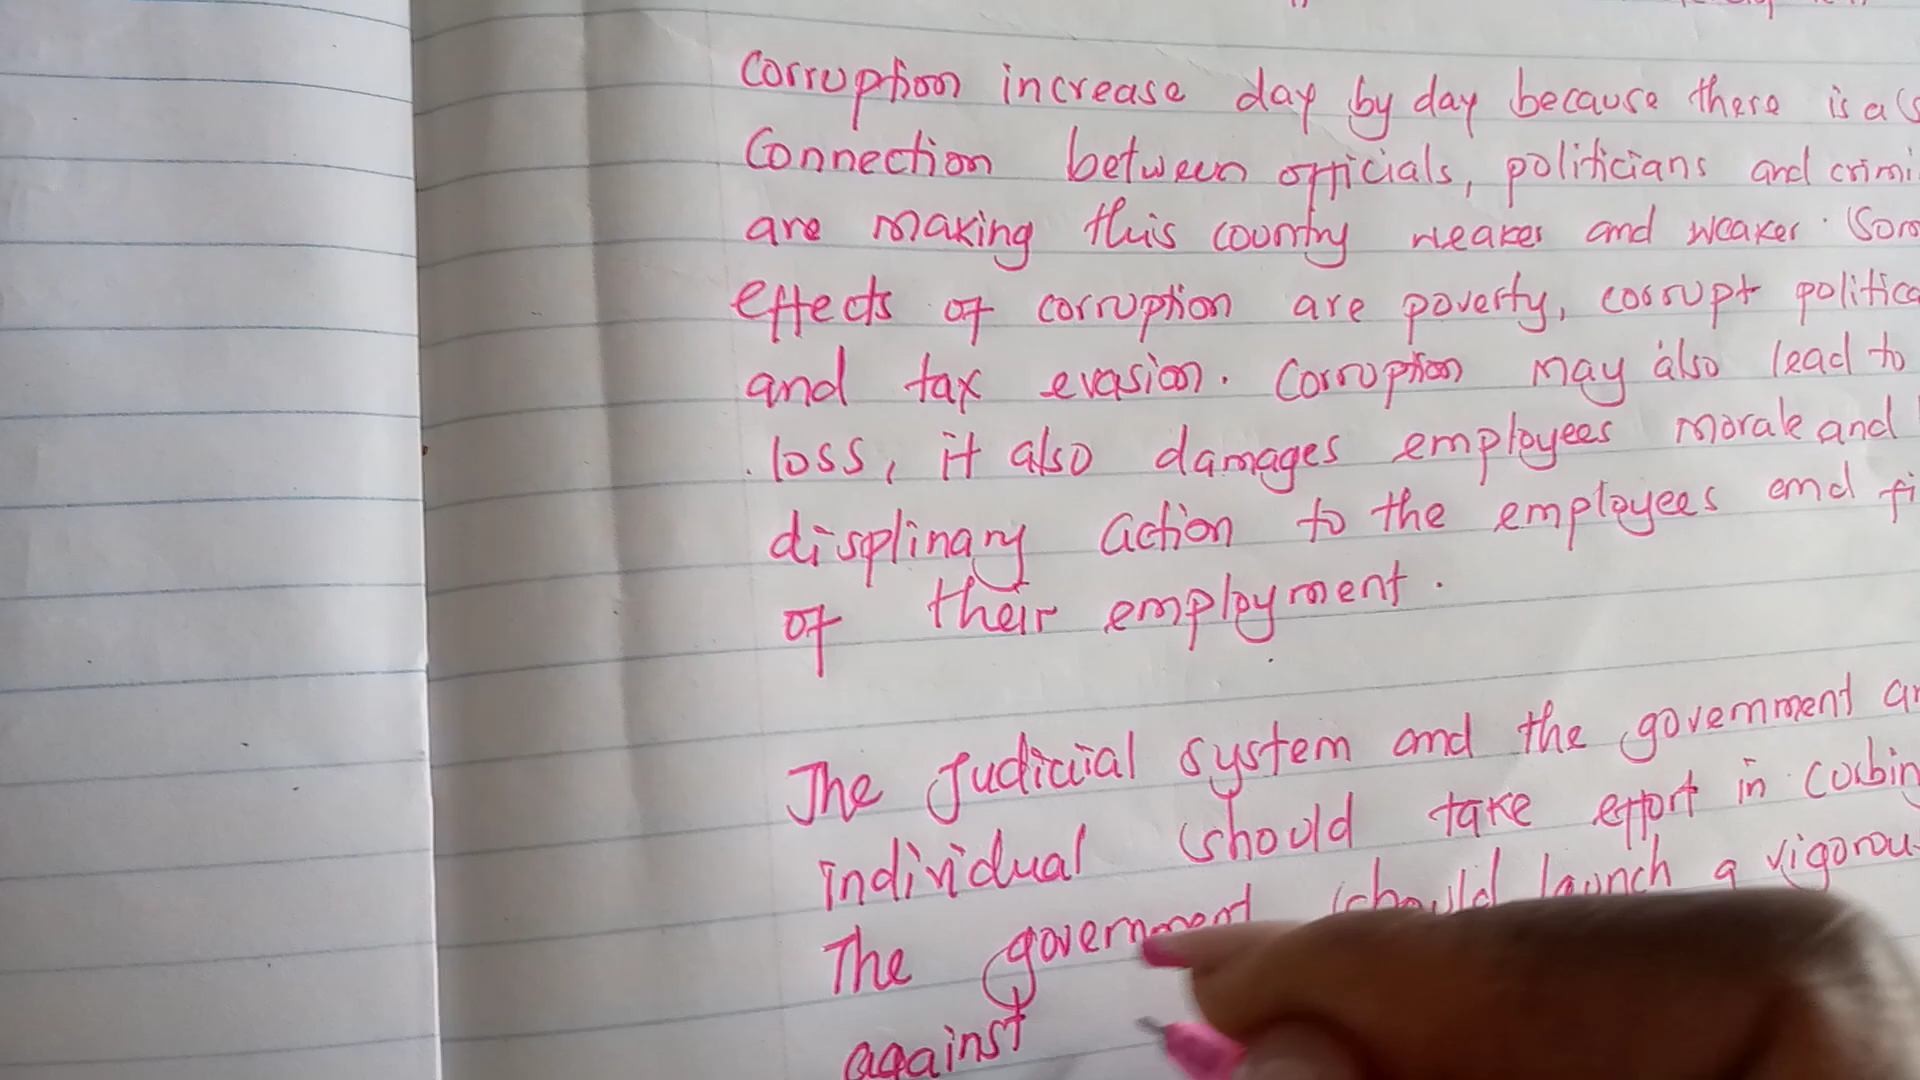 Corruption increase day by day because there is a
Connection between officials, politicians and
are making this country weaker and weaker.
effects of corruption are poverty, corrupt
and tax evasion. Corruption may also lead to
loss, it also damages employees morale and
displinary action to the employees and
of their employment.
The Judicial system and the government
individual should take effort in
The government should launch a
against